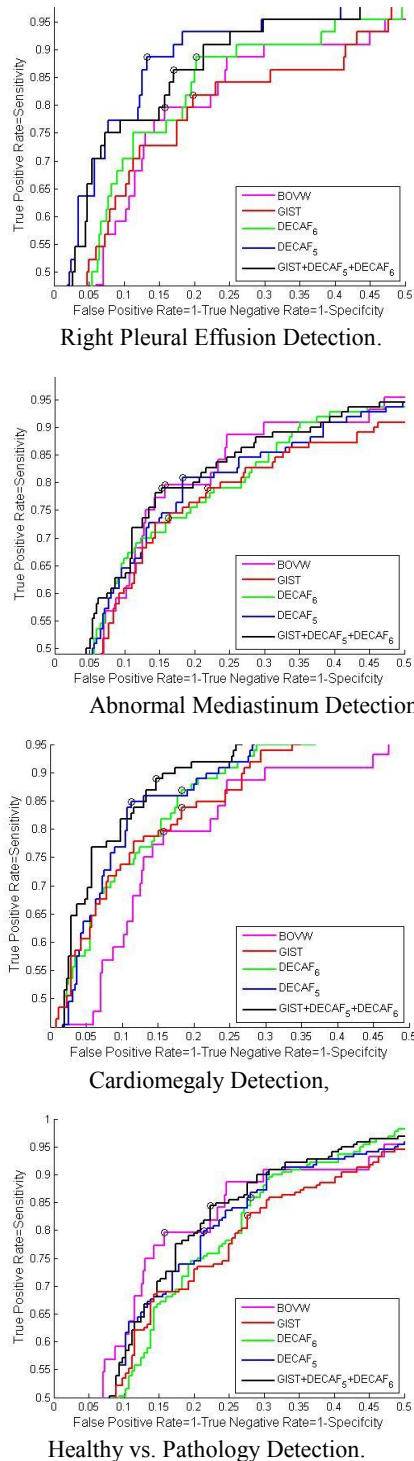 True Positive Rate=Sensitivity
0.95
0.9
0.85
0.8
0.75
0.7
0.65
0.6
0.55
0.5
BOVW
GIST
DECAF6
DECAF5
GIST+DECAF5+DECAF6
0 0.05 0.1 0.15 0.2 0.25 0.3 0.35 0.4 0.45 0.5
False Positive Rate=1-True Negative Rate=1-Specifcity
Right Pleural Effusion Detection.
True Positive Rate=Sensitivity
0.95
0.9
0.85
0.8
0.75
0.7
0.65
0.6
0.55
0.5
BOVW
GIST
DECAF6
DECAF5
GIST+DECAF5+DECAF6
0 0.05 0.1 0.15 0.2 0.25 0.3 0.35 0.4 0.45 0.5
False Positive Rate=1-True Negative Rate=1-Specifcity
Abnormal Mediastinum Detection
True Positive Rate=Sensitivity
0.95
0.9
0.85
0.8
0.75
0.7
0.65
0.6
0.55
0.5
BOVW
GIST
DECAF6
DECAF5
GIST+DECAF5+DECAF6
0 0.05 0.1 0.15 0.2 0.25 0.3 0.35 0.4 0.45 0.5
False Positive Rate=1-True Negative Rate=1-Specifcity
Cardiomegaly Detection,
True Positive Rate=Sensitivity
1
0.95
0.9
0.85
0.8
0.75
0.7
0.65
0.6
0.55
0.5
BOVW
GIST
DECAF6
DECAF5
GIST+DECAF5+DECAF6
0 0.05 0.1 0.15 0.2 0.25 0.3 0.35 0.4 0.45 0.5
False Positive Rate=1-True Negative Rate=1-Specifcity
Healthy vs. Pathology Detection.